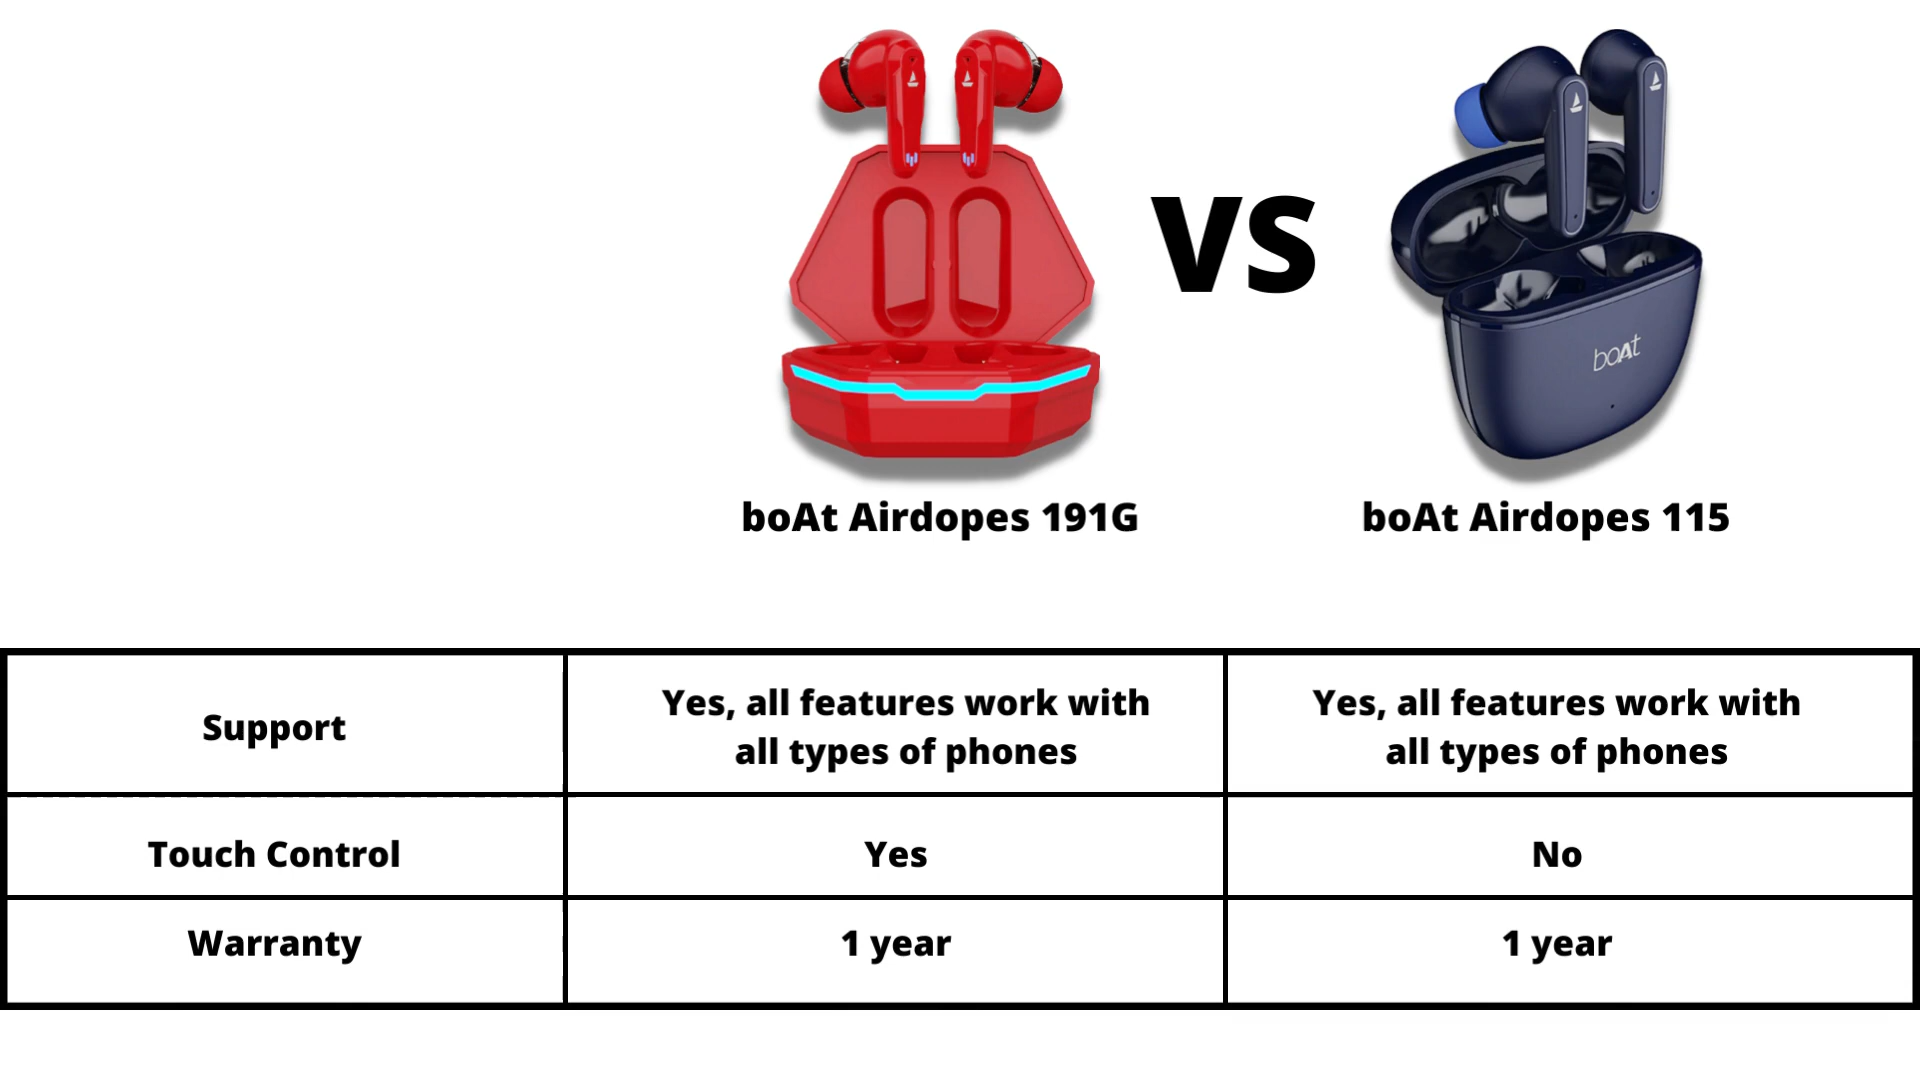 VS
boAt
boAt Airdopes 191G
boAt Airdopes 115
Support
Yes, all features work with
all types of phones
Yes, all features work with
all types of phones
Touch Control
Yes
No
Warranty
1 year
1 year